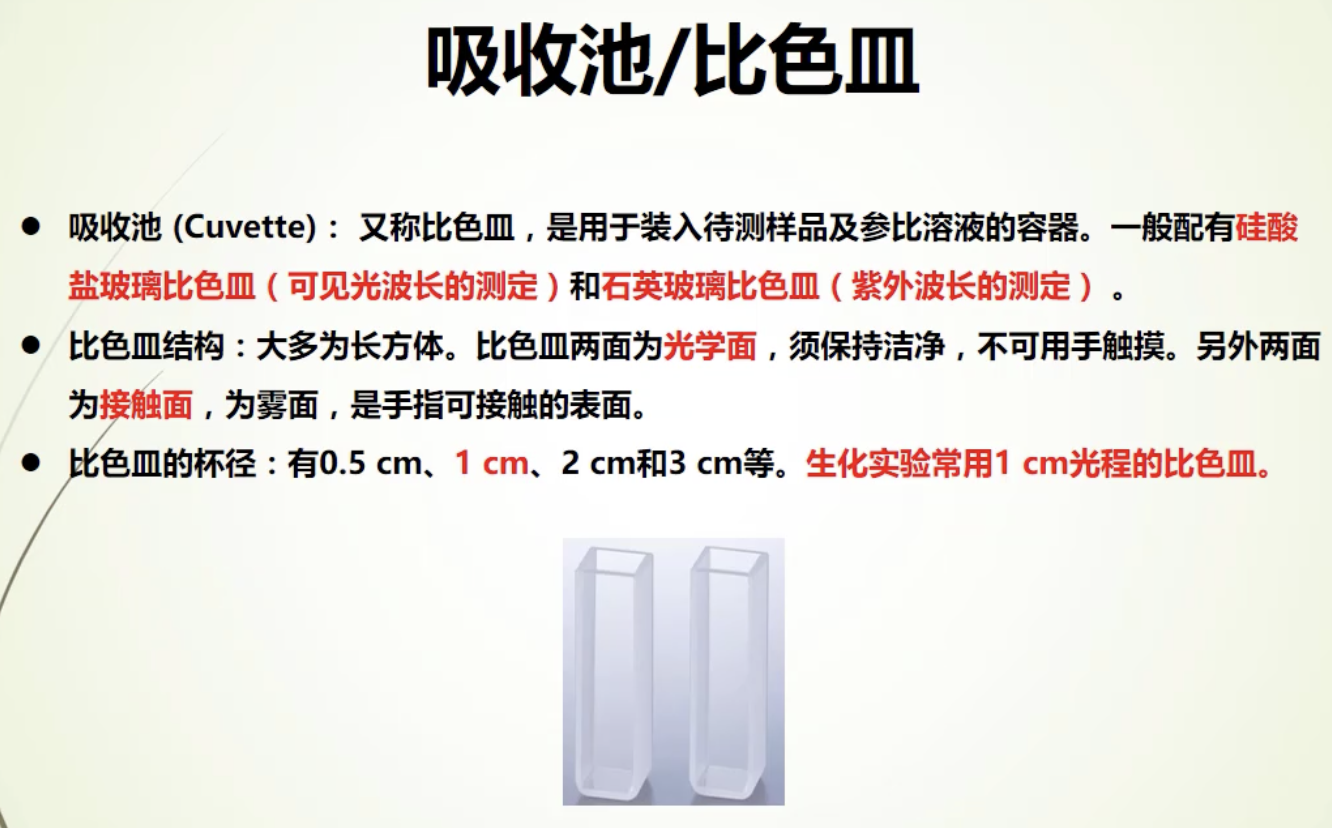 吸收池/比色皿
● 吸收池 (Cuvette)： 又称比色皿，是用于装入待测样品及参比溶液的容器。一般配有硅酸
盐玻璃比色皿（可见光波长的测定）和石英玻璃比色皿（紫外波长的测定）。
● 比色皿结构：大多为长方体。比色皿两面为光学面，须保持洁净，不可用手触摸。另外两面
为接触面，为雾面，是手指可接触的表面。
● 比色皿的杯径：有0.5 cm、1 cm、2 cm和3 cm等。生化实验常用1 cm光程的比色皿。